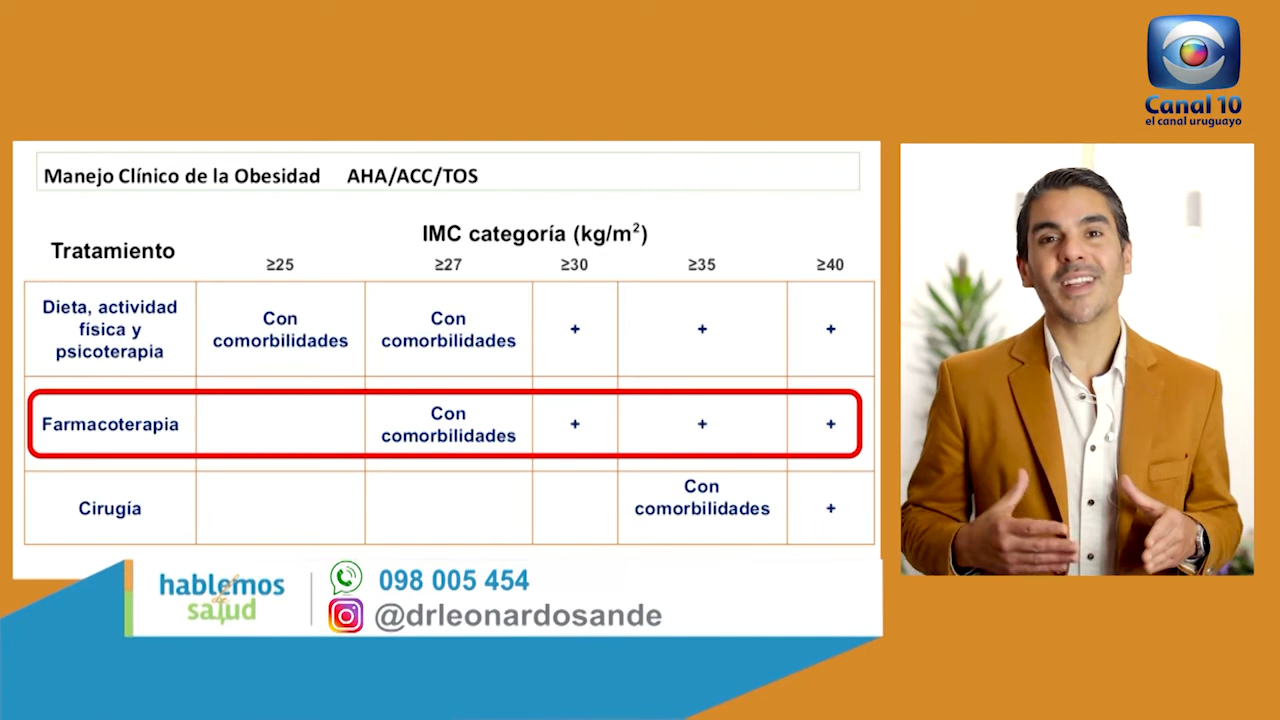 Canal 10
el canal uruguayo
Manejo Clínico de la Obesidad AHA/ACC/TOS
Tratamiento
IMC categoría (kg/m²)
≥25 ≥27 ≥30 ≥35 ≥40
Dieta, actividad
física y
psicoterapia
Con
comorbilidades
Con
comorbilidades
+ + +
Farmacoterapia
Con
comorbilidades
+ + +
Cirugía
Con
comorbilidades
+
hablemos
de
salud
098 005 454
@drleonardosande